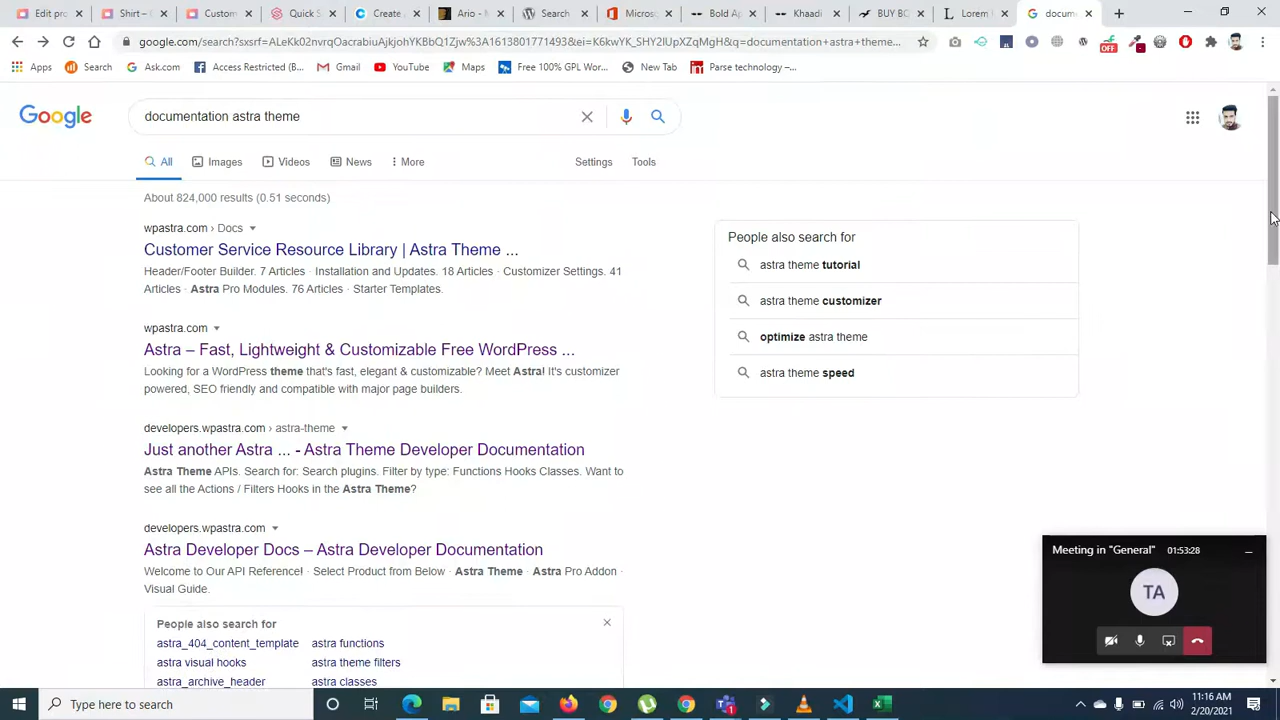 Edit pro
Shirt –
Custom
Quick S
Create
Ario - N
Search
Micros
Bold Ap
Khaadi
BUY BO
Lorem
docum
google.com/search?sxsrf=ALeKk02nvrqOacrabiuAjkjohYKBbQ1Zjw%3A1613801771493&ei=K6kwYK_SHY2IUpXZqMgH&q=documentation+astra+theme...
OFF
Apps
Search
Ask.com
Access Restricted (B...
Gmail
YouTube
Maps
Free 100% GPL Wo...
New Tab
Parse technology –...
Google
documentation astra theme
All
Images
Videos
News
More
Settings
Tools
About 824,000 results (0.51 seconds)
wpastra.com › Docs
Customer Service Resource Library | Astra Theme ...
Header/Footer Builder. 7 Articles · Installation and Updates. 18 Articles · Customizer Settings. 41
Articles · Astra Pro Modules. 76 Articles · Starter Templates.
wpastra.com
Astra – Fast, Lightweight & Customizable Free WordPress ...
Looking for a WordPress theme that's fast, elegant & customizable? Meet Astra! It's customizer
powered, SEO friendly and compatible with major page builders.
developers.wpastra.com › astra-theme
Just another Astra ... - Astra Theme Developer Documentation
Astra Theme APIs. Search for: Search plugins. Filter by type: Functions Hooks Classes. Want to
see all the Actions / Filters Hooks in the Astra Theme?
developers.wpastra.com
Astra Developer Docs – Astra Developer Documentation
Welcome to Our API Reference! · Select Product from Below · Astra Theme · Astra Pro Addon ·
Visual Guide.
People also search for
astra_404_content_template
astra functions
astra visual hooks
astra theme filters
astra_archive_header
astra classes
People also search for
astra theme tutorial
astra theme customizer
optimize astra theme
astra theme speed
Meeting in "General"
01:53:28
TA
Type here to search
11:16 AM
2/20/2021